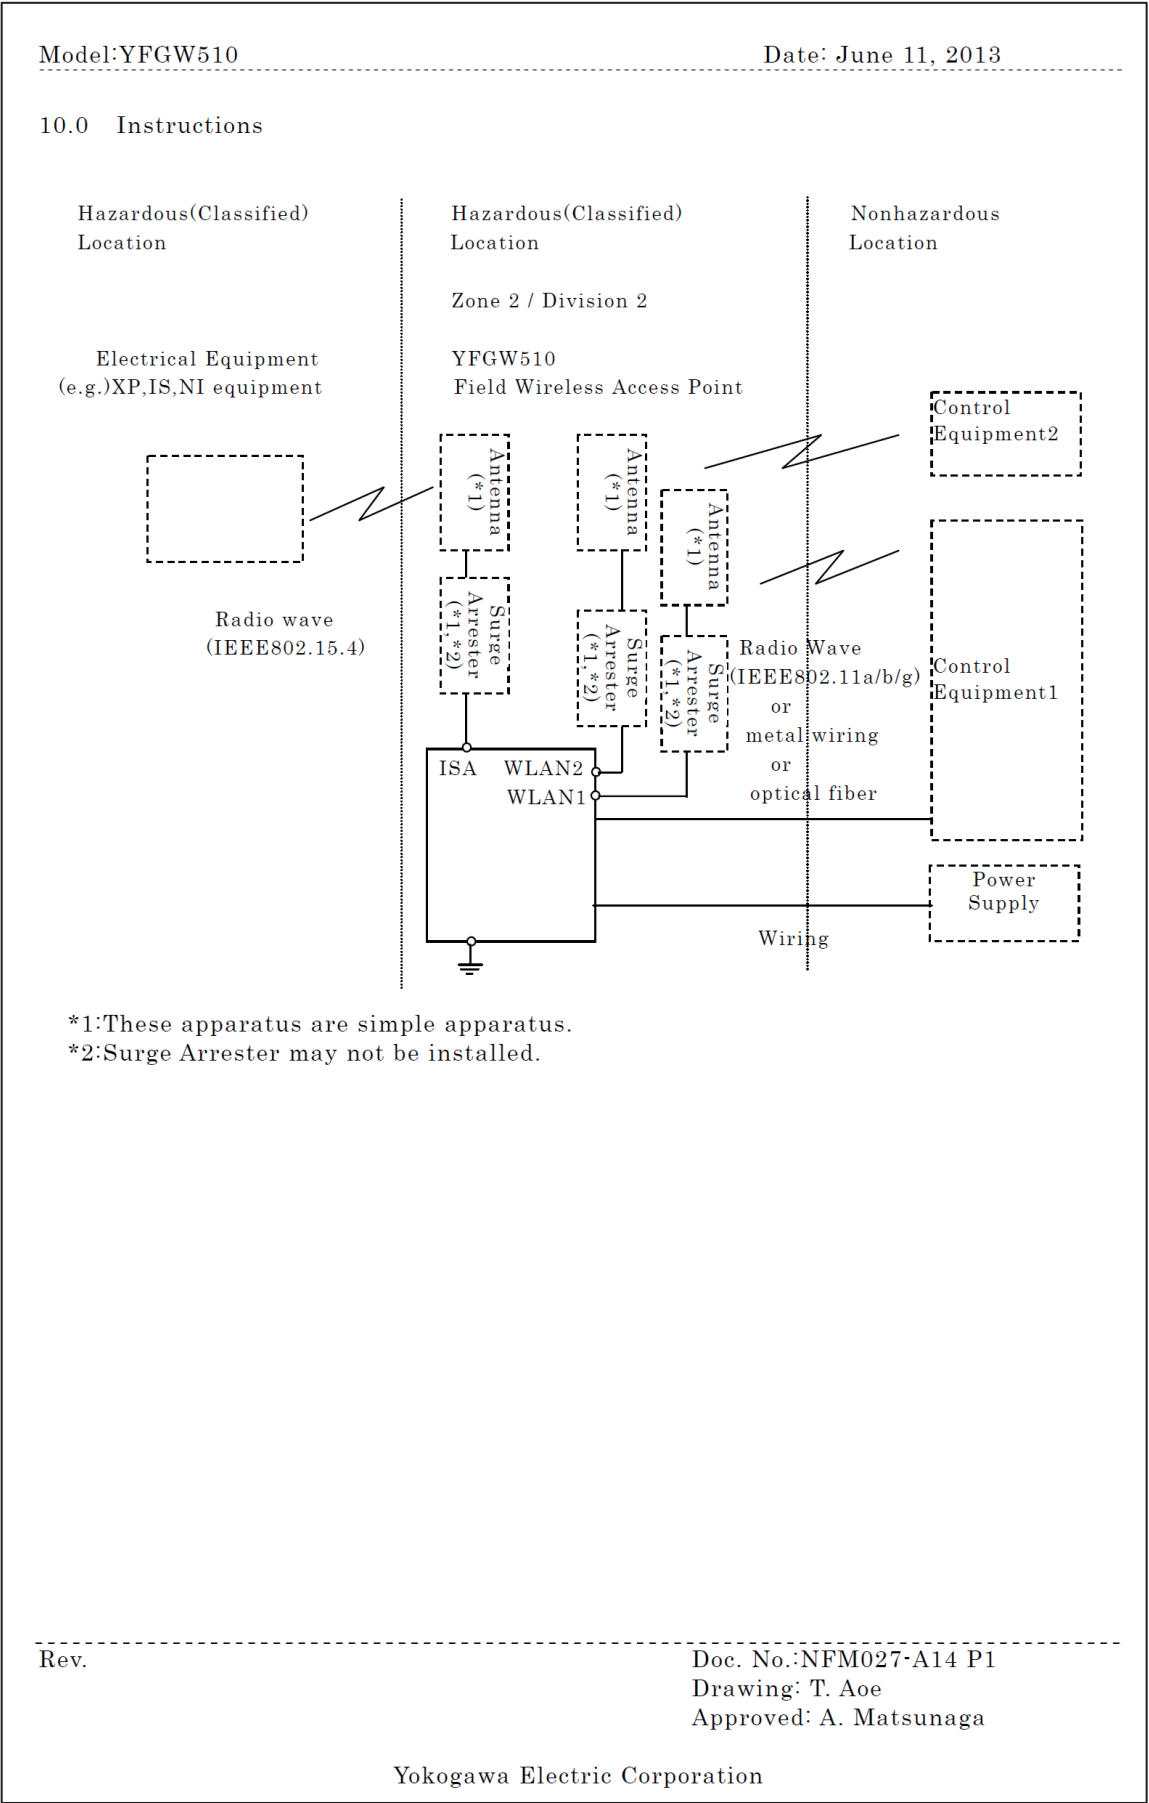 Model:YFGW510
Date: June 11, 2013
10.0 Instructions
Hazardous(Classified)
Location
Hazardous(Classified)
Location
Nonhazardous
Location
Zone 2 / Division 2
Electrical Equipment
(e.g.)XP,IS,NI equipment
YFGW510
Field Wireless Access Point
Control
Equipment2
Antenna
(*1)
Antenna
(*1)
Antenna
(*1)
Surge
Arrester
(*1,*2)
Surge
Arrester
(*1,*2)
Surge
Arrester
(*1,*2)
Radio wave
(IEEE802.15.4)
Radio Wave
(IEEE802.11a/b/g)
or
metal wiring
or
optical fiber
Control
Equipment1
ISA
WLAN2
WLAN1
Power
Supply
Wiring
*1:These apparatus are simple apparatus.
*2:Surge Arrester may not be installed.
Rev.
Doc. No.:NFM027-A14 P1
Drawing: T. Aoe
Approved: A. Matsunaga
Yokogawa Electric Corporation